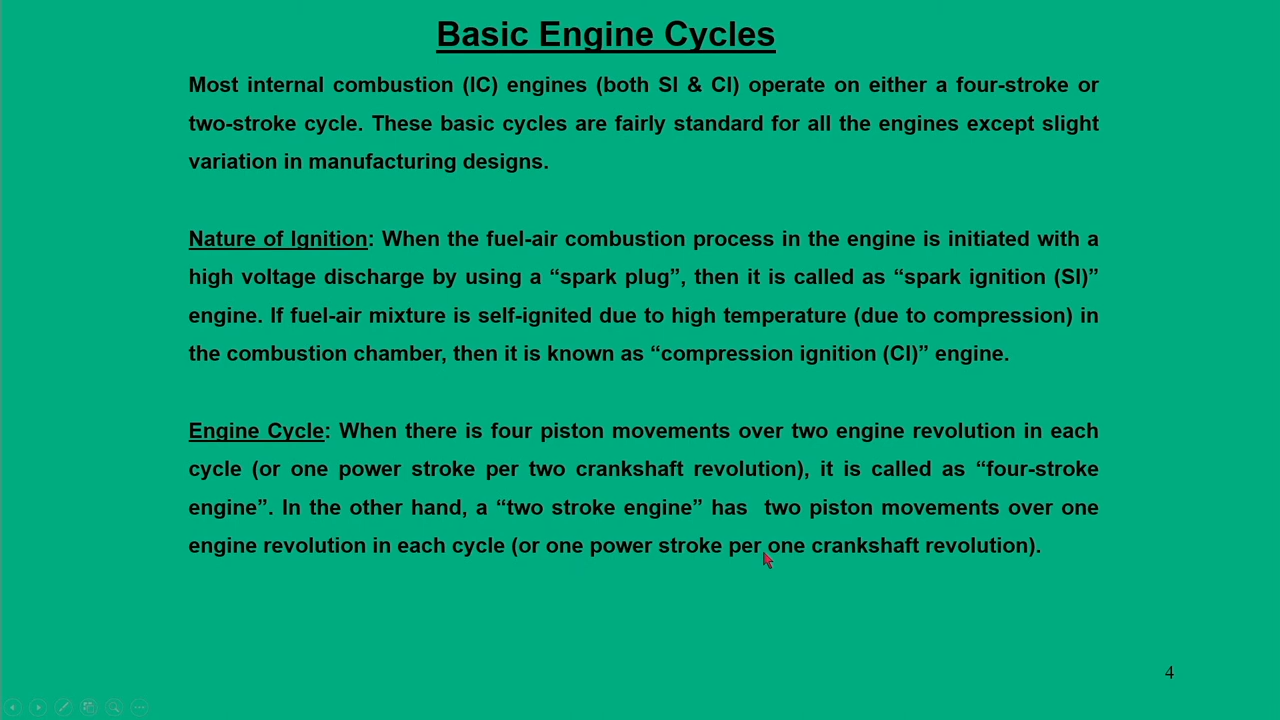 Basic Engine Cycles
Most internal combustion (IC) engines (both SI & CI) operate on either a four-stroke or
two-stroke cycle. These basic cycles are fairly standard for all the engines except slight
variation in manufacturing designs.
Nature of Ignition: When the fuel-air combustion process in the engine is initiated with a
high voltage discharge by using a “spark plug”, then it is called as “spark ignition (SI)”
engine. If fuel-air mixture is self-ignited due to high temperature (due to compression) in
the combustion chamber, then it is known as “compression ignition (CI)” engine.
Engine Cycle: When there is four piston movements over two engine revolution in each
cycle (or one power stroke per two crankshaft revolution), it is called as “four-stroke
engine”. In the other hand, a “two stroke engine” has  two piston movements over one
engine revolution in each cycle (or one power stroke per one crankshaft revolution).
4